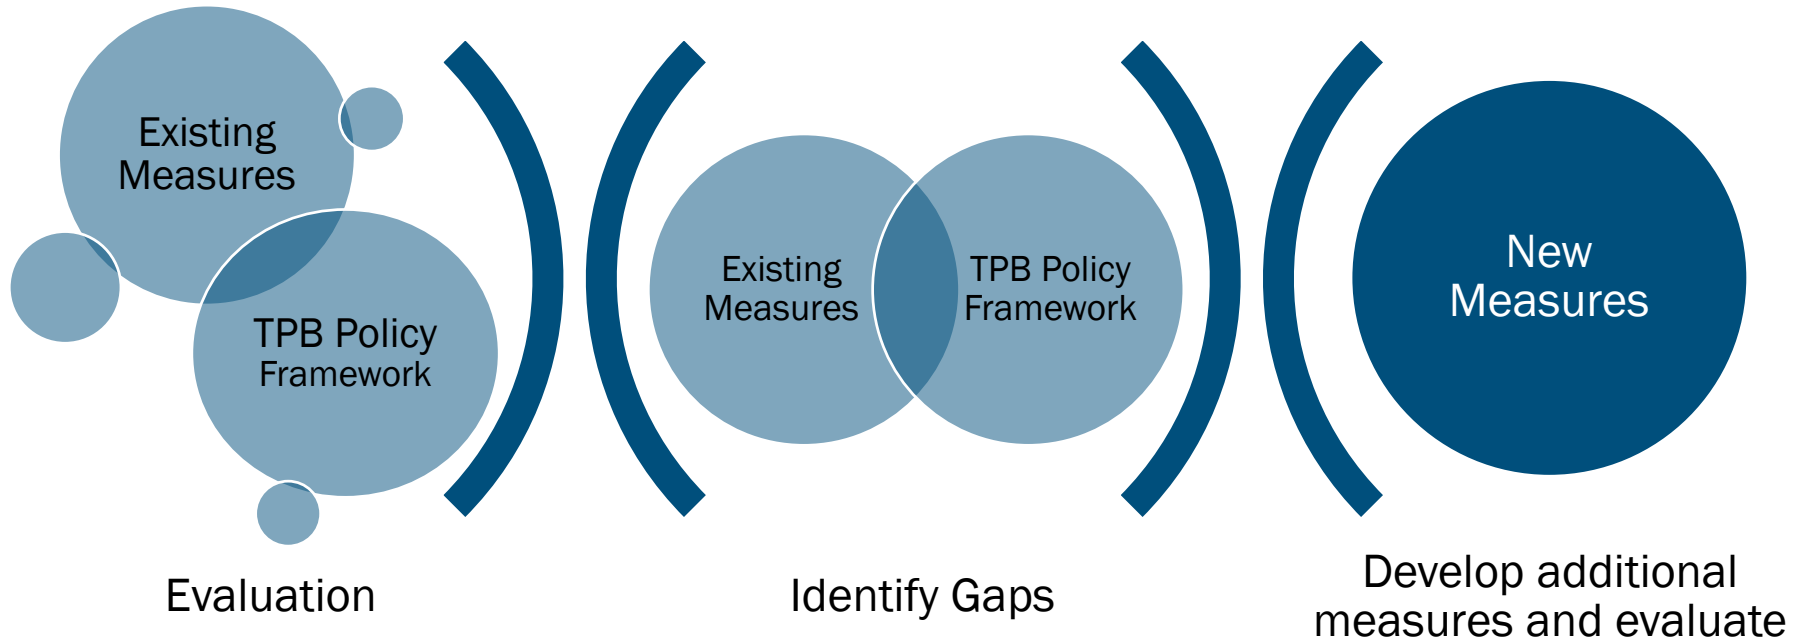 Existing
Measures
TPB Policy
Framework
Evaluation
Existing
Measures
TPB Policy
Framework
Identify Gaps
New
Measures
Develop additional
measures and evaluate